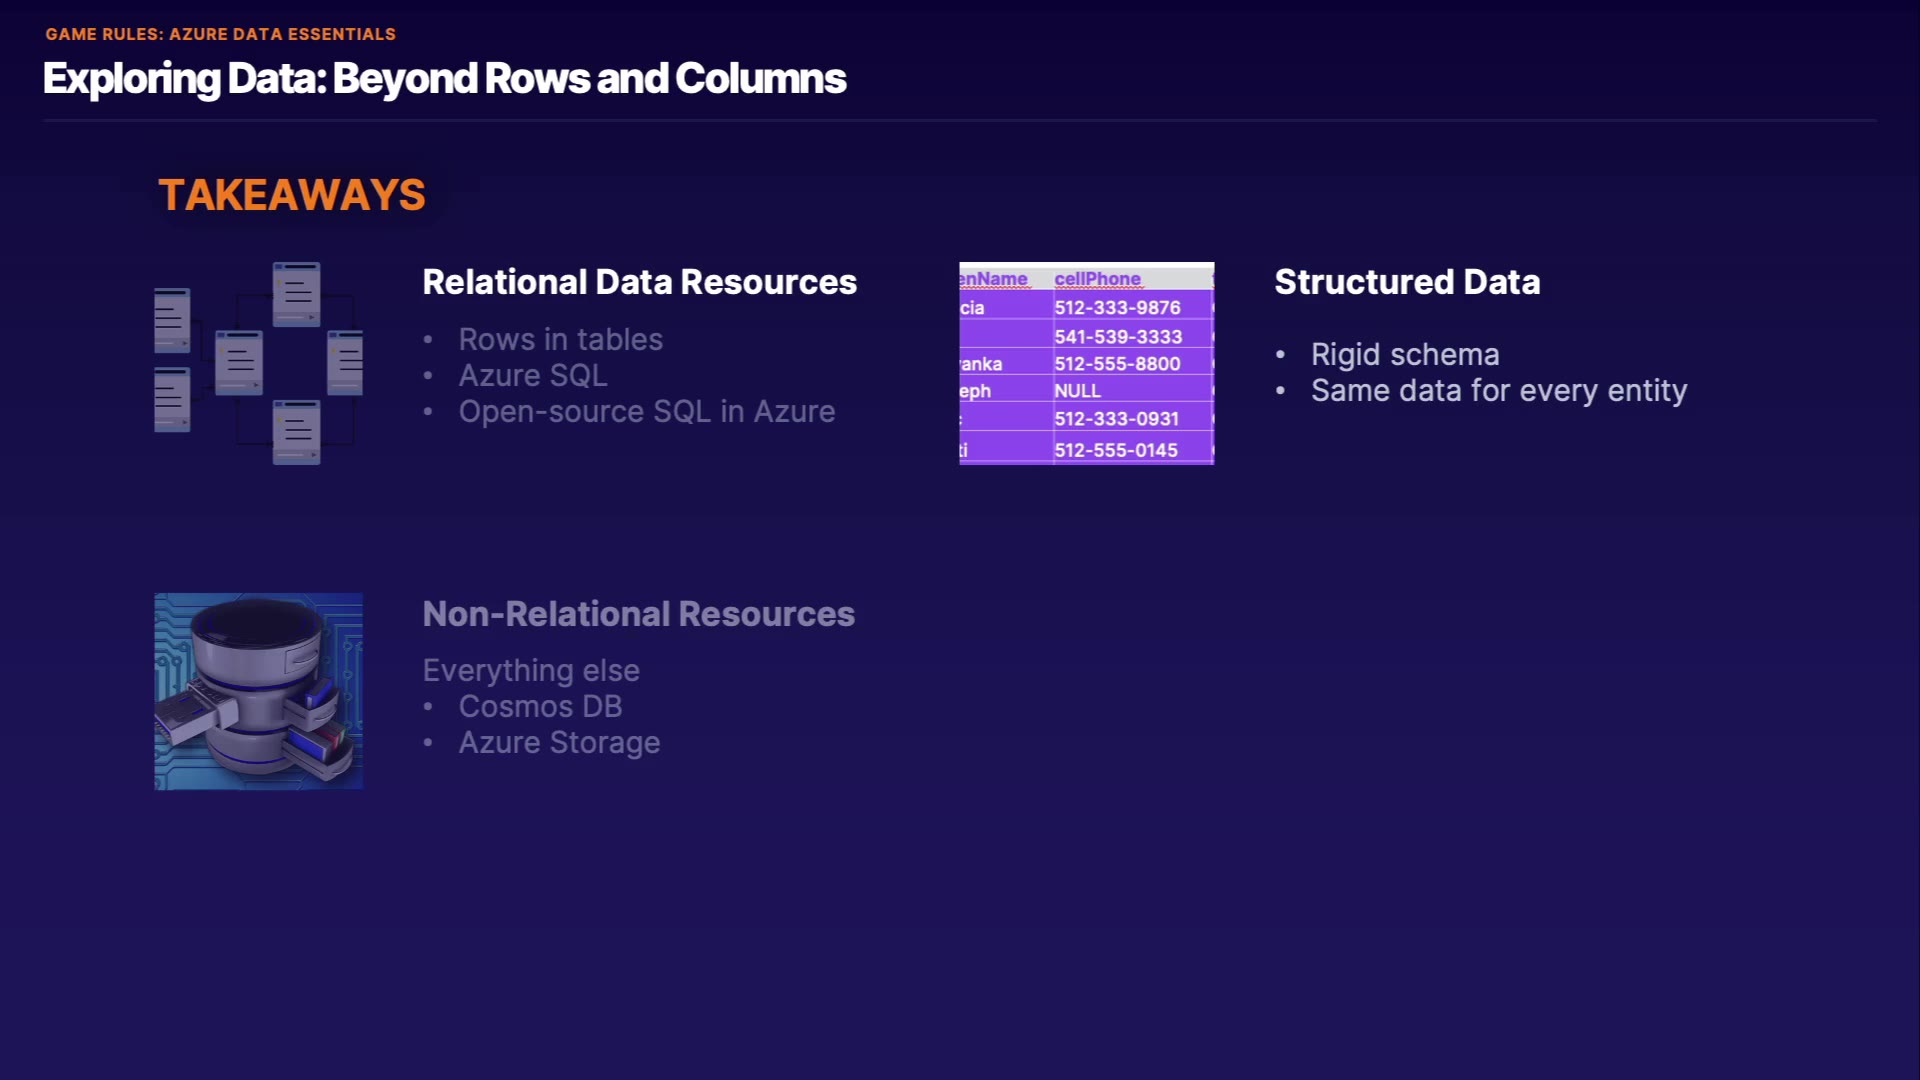 GAME RULES: AZURE DATA ESSENTIALS
Exploring Data: Beyond Rows and Columns
TAKEAWAYS
Relational Data Resources
• Rows in tables
• Azure SQL
• Open-source SQL in Azure
enName cellPhone
cia 512-333-9876
541-539-3333
anka 512-555-8800
eph NULL
512-333-0931
ti 512-555-0145
Structured Data
• Rigid schema
• Same data for every entity
Non-Relational Resources
Everything else
• Cosmos DB
• Azure Storage